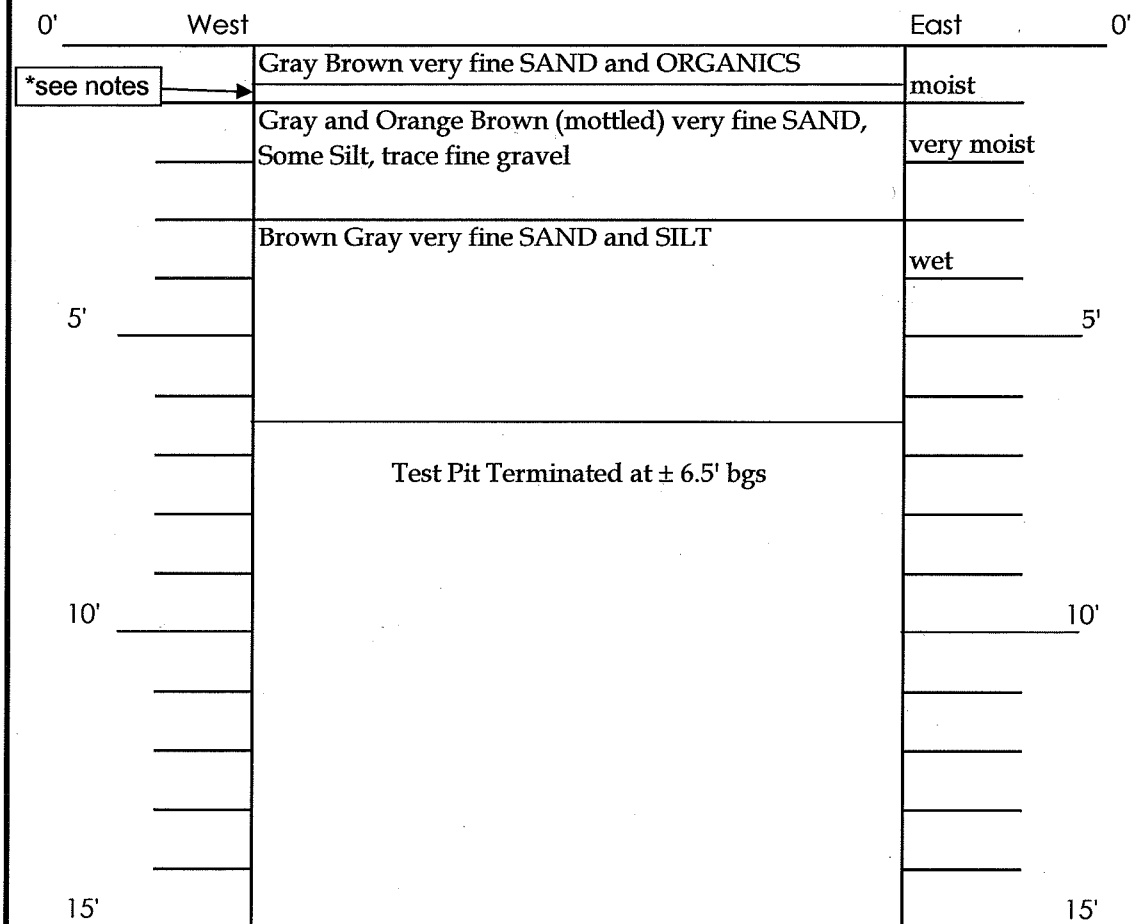 0' West East 0'
Gray Brown very fine SAND and ORGANICS
*see notes
moist
Gray and Orange Brown (mottled) very fine SAND,
Some Silt, trace fine gravel
very moist
Brown Gray very fine SAND and SILT
wet
5' 5'
Test Pit Terminated at ± 6.5' bgs
10' 10'
15' 15'